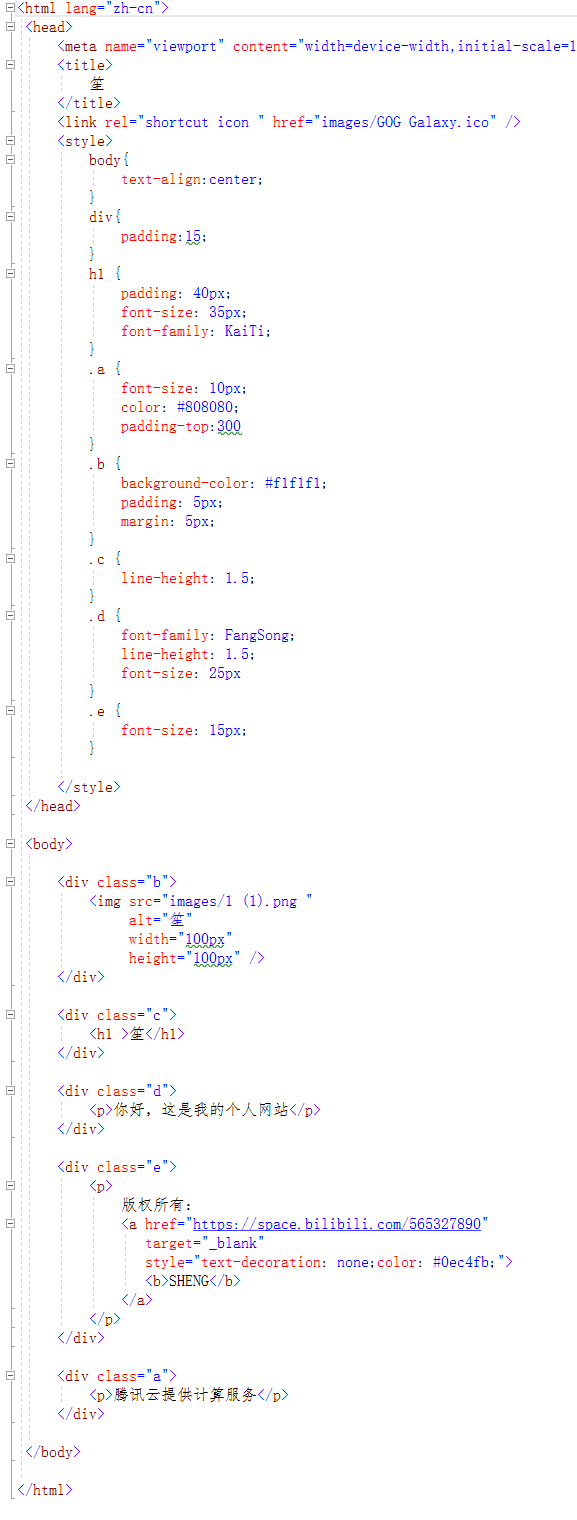 <html lang="zh-cn">
<head>
<meta name="viewport" content="width=device-width,initial-scale=1
<title>
笙
</title>
<link rel="shortcut icon " href="images/GOG Galaxy.ico" />
<style>
body{
text-align:center;
}
div{
padding:15;
}
h1 {
padding: 40px;
font-size: 35px;
font-family: KaiTi;
}
.a {
font-size: 10px;
color: #808080;
padding-top:300
}
.b {
background-color: #f1f1f1;
padding: 5px;
margin: 5px;
}
.c {
line-height: 1.5;
}
.d {
font-family: FangSong;
line-height: 1.5;
font-size: 25px
}
.e {
font-size: 15px;
}
</style>
</head>
<body>
<div class="b">
<img src="images/1 (1).png "
alt="笙"
width="100px"
height="100px" />
</div>
<div class="c">
<h1 >笙</h1>
</div>
<div class="d">
<p>你好，这是我的个人网站</p>
</div>
<div class="e">
<p>
版权所有：
<a href="https://space.bilibili.com/565327890"
target="_blank"
style="text-decoration: none;color: #0ec4fb;">
<b>SHENG</b>
</a>
</p>
</div>
<div class="a">
<p>腾讯云提供计算服务</p>
</div>
</body>
</html>